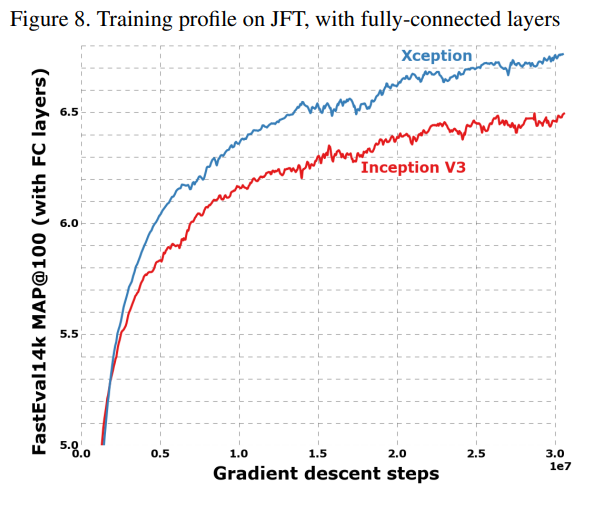 Figure 8. Training profile on JFT, with fully-connected layers
FastEval14k MAP@100 (with FC layers)
Xception
Inception V3
6.5
6.0
5.5
5.0
0.0 0.5 1.0 1.5 2.0 2.5 3.0
1e7
Gradient descent steps